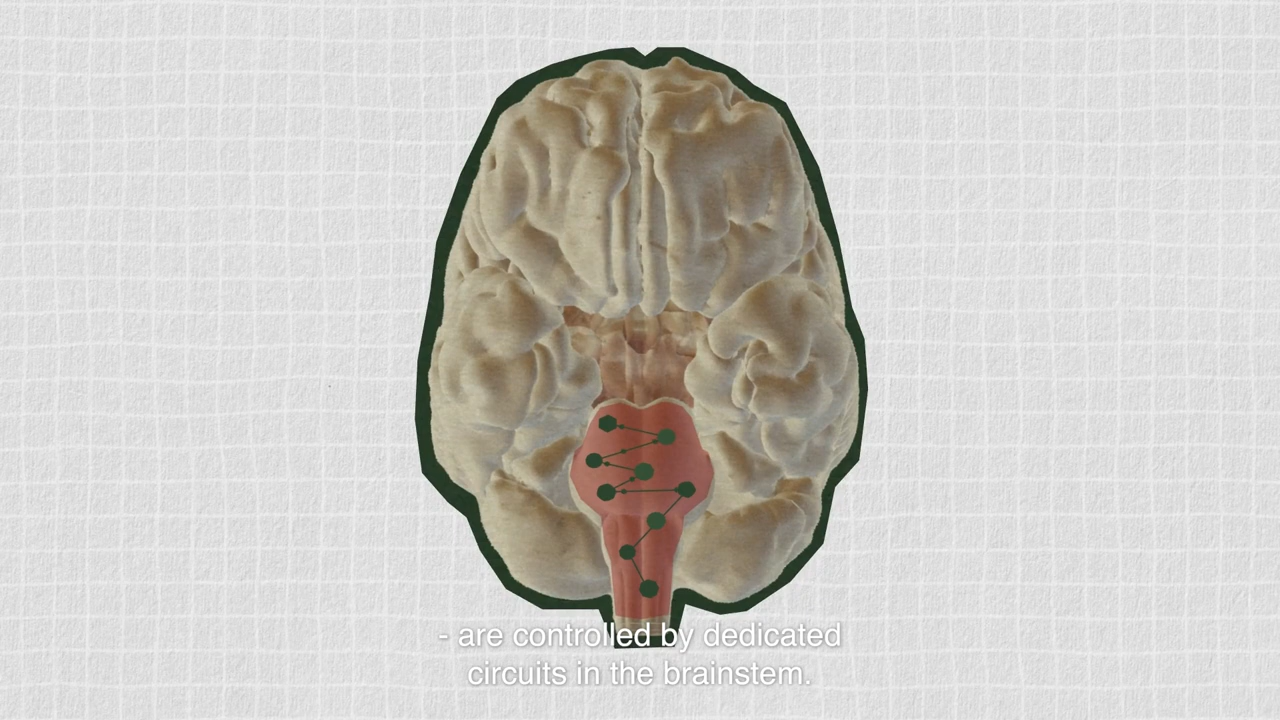 - are controlled by dedicated
circuits in the brainstem.